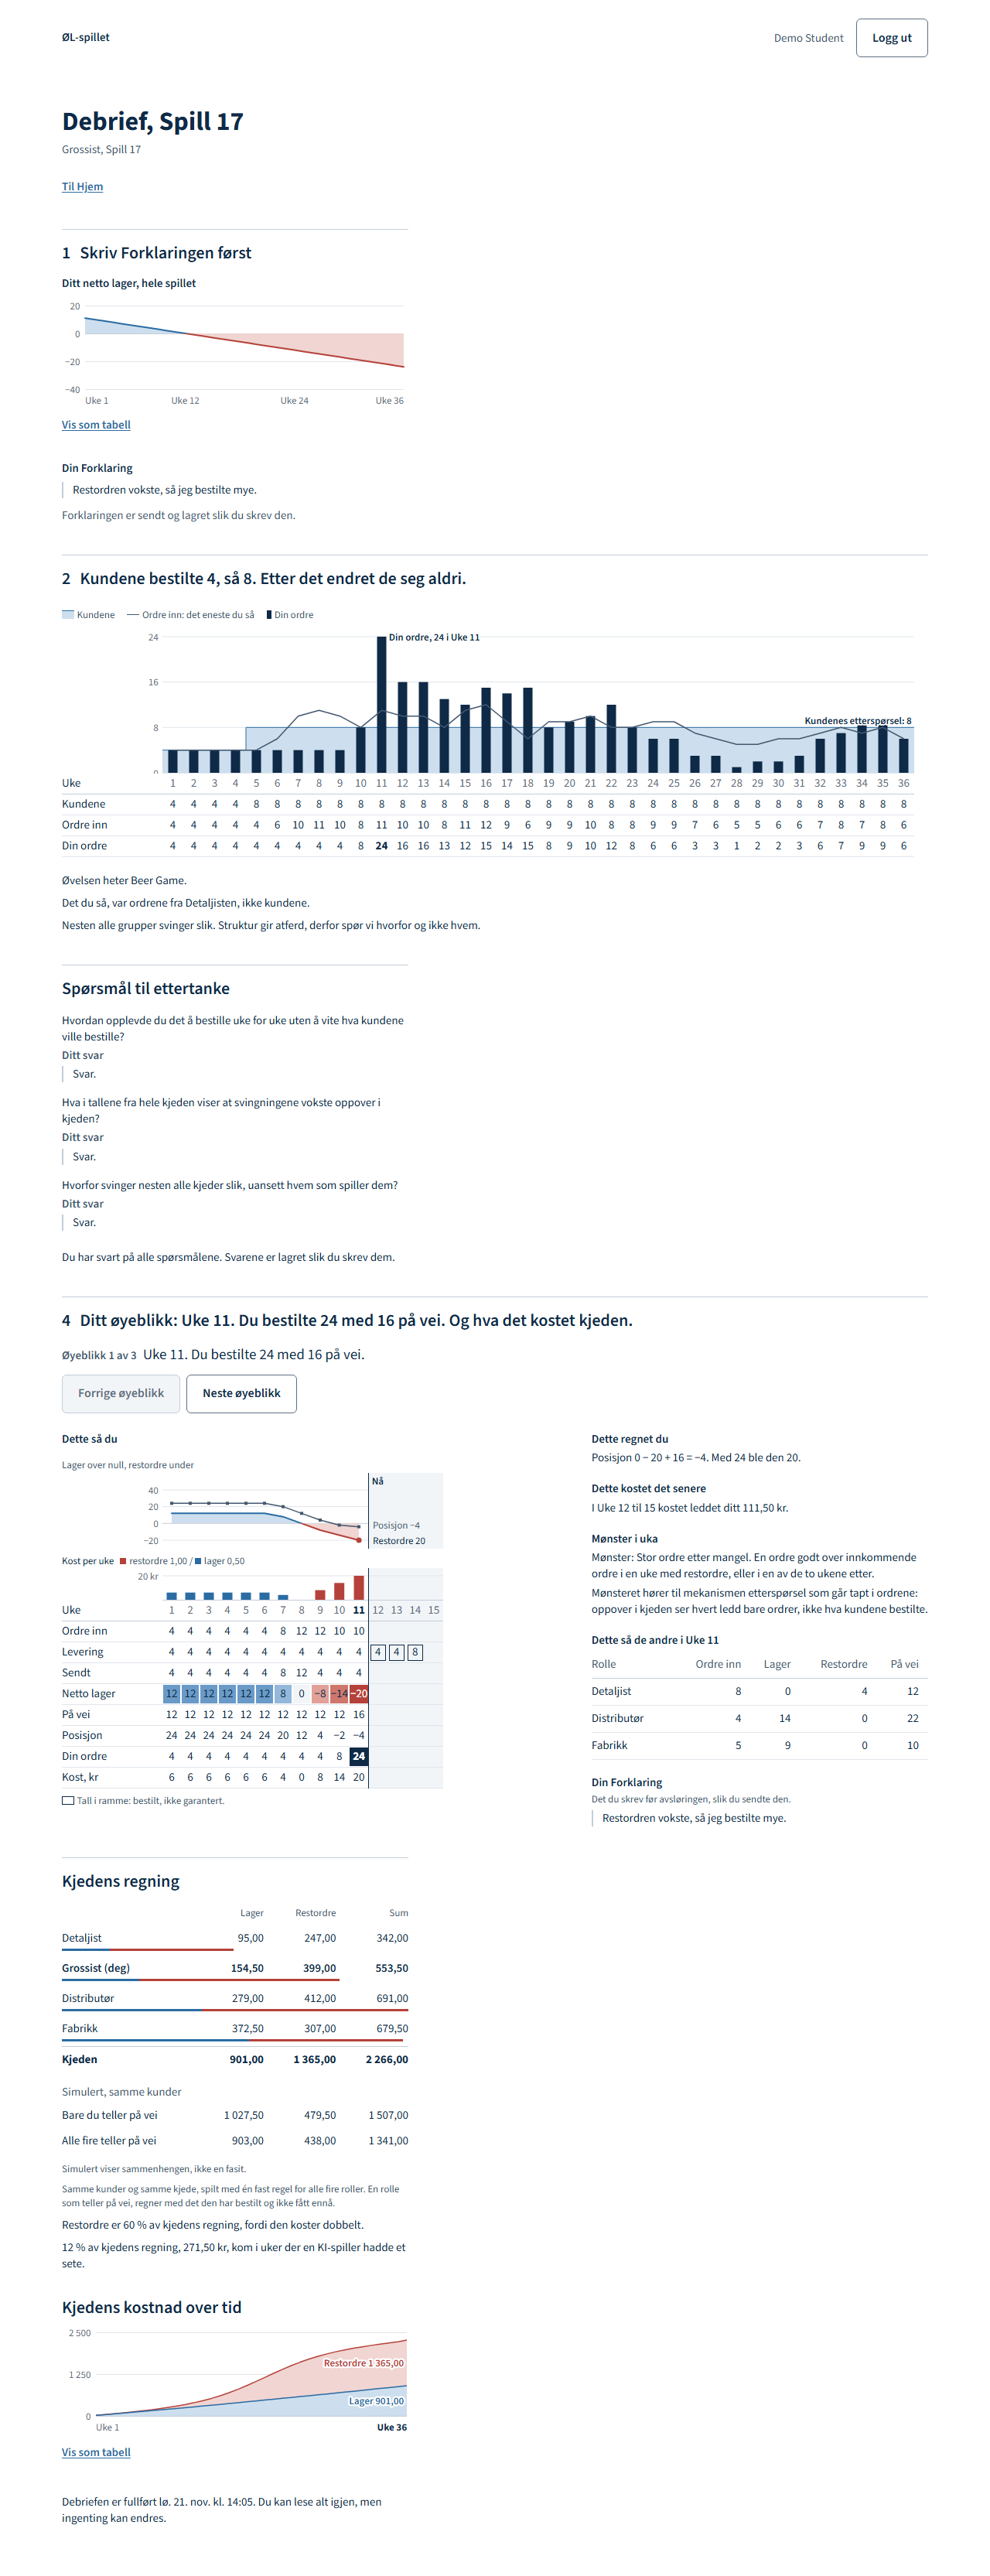 ØL-spillet
Demo Student
Logg ut
Debrief, Spill 17
Grossist, Spill 17
Til Hjem
1 Skriv Forklaringen først
Ditt netto lager, hele spillet
20
0
−20
−40
Uke 1 Uke 12 Uke 24 Uke 36
Vis som tabell
Din Forklaring
Restordren vokste, så jeg bestilte mye.
Forklaringen er sendt og lagret slik du skrev den.
2 Kundene bestilte 4, så 8. Etter det endret de seg aldri.
Kundene Ordre inn: det eneste du så Din ordre
24
Din ordre, 24 i Uke 11
16
Kundenes etterspørsel: 8
8
0
Uke 1 2 3 4 5 6 7 8 9 10 11 12 13 14 15 16 17 18 19 20 21 22 23 24 25 26 27 28 29 30 31 32 33 34 35 36
Kundene 4 4 4 4 8 8 8 8 8 8 8 8 8 8 8 8 8 8 8 8 8 8 8 8 8 8 8 8 8 8 8 8 8 8 8 8
Ordre inn 4 4 4 4 4 6 10 11 10 8 11 10 10 8 11 12 9 6 9 9 10 8 8 9 9 7 6 5 5 6 6 7 8 7 8 6
Din ordre 4 4 4 4 4 4 4 4 4 8 24 16 16 13 12 15 14 15 8 9 10 12 8 6 6 3 3 1 2 2 3 6 7 9 9 6
Øvelsen heter Beer Game.
Det du så, var ordrene fra Detaljisten, ikke kundene.
Nesten alle grupper svinger slik. Struktur gir atferd, derfor spør vi hvorfor og ikke hvem.
Spørsmål til ettertanke
Hvordan opplevde du det å bestille uke for uke uten å vite hva kundene
ville bestille?
Ditt svar
Svar.
Hva i tallene fra hele kjeden viser at svingningene vokste oppover i
kjeden?
Ditt svar
Svar.
Hvorfor svinger nesten alle kjeder slik, uansett hvem som spiller dem?
Ditt svar
Svar.
Du har svart på alle spørsmålene. Svarene er lagret slik du skrev dem.
4 Ditt øyeblikk: Uke 11. Du bestilte 24 med 16 på vei. Og hva det kostet kjeden.
Øyeblikk 1 av 3 Uke 11. Du bestilte 24 med 16 på vei.
Forrige øyeblikk
Neste øyeblikk
Dette så du
Lager over null, restordre under
Nå
40
20
0
−20
Posisjon −4
Restordre 20
Kost per uke restordre 1,00 / lager 0,50
20 kr
Uke 1 2 3 4 5 6 7 8 9 10 11 12 13 14 15
Ordre inn 4 4 4 4 4 4 8 12 12 10 10
Levering 4 4 4 4 4 4 4 4 4 4 4 4 4 8
Sendt 4 4 4 4 4 4 8 12 4 4 4
Netto lager 12 12 12 12 12 12 8 0 −8 −14 −20
På vei 12 12 12 12 12 12 12 12 12 12 16
Posisjon 24 24 24 24 24 24 20 12 4 −2 −4
Din ordre 4 4 4 4 4 4 4 4 4 8 24
Kost, kr 6 6 6 6 6 6 4 0 8 14 20
Tall i ramme: bestilt, ikke garantert.
Dette regnet du
Posisjon 0 − 20 + 16 = −4. Med 24 ble den 20.
Dette kostet det senere
I Uke 12 til 15 kostet leddet ditt 111,50 kr.
Mønster i uka
Mønster: Stor ordre etter mangel. En ordre godt over innkommende
ordre i en uke med restordre, eller i en av de to ukene etter.
Mønsteret hører til mekanismen etterspørsel som går tapt i ordrene:
oppover i kjeden ser hvert ledd bare ordrer, ikke hva kundene bestilte.
Dette så de andre i Uke 11
Rolle Ordre inn Lager Restordre På vei
Detaljist 8 0 4 12
Distributør 4 14 0 22
Fabrikk 5 9 0 10
Din Forklaring
Det du skrev før avsløringen, slik du sendte den.
Restordren vokste, så jeg bestilte mye.
Kjedens regning
Lager Restordre Sum
Detaljist 95,00 247,00 342,00
Grossist (deg) 154,50 399,00 553,50
Distributør 279,00 412,00 691,00
Fabrikk 372,50 307,00 679,50
Kjeden 901,00 1 365,00 2 266,00
Simulert, samme kunder
Bare du teller på vei 1 027,50 479,50 1 507,00
Alle fire teller på vei 903,00 438,00 1 341,00
Simulert viser sammenhengen, ikke en fasit.
Samme kunder og samme kjede, spilt med én fast regel for alle fire roller. En rolle
som teller på vei, regner med det den har bestilt og ikke fått ennå.
Restordre er 60 % av kjedens regning, fordi den koster dobbelt.
12 % av kjedens regning, 271,50 kr, kom i uker der en KI-spiller hadde et
sete.
Kjedens kostnad over tid
2 500
1 250
0
Restordre 1 365,00
Lager 901,00
Uke 1 Uke 36
Vis som tabell
Debriefen er fullført lø. 21. nov. kl. 14:05. Du kan lese alt igjen, men
ingenting kan endres.